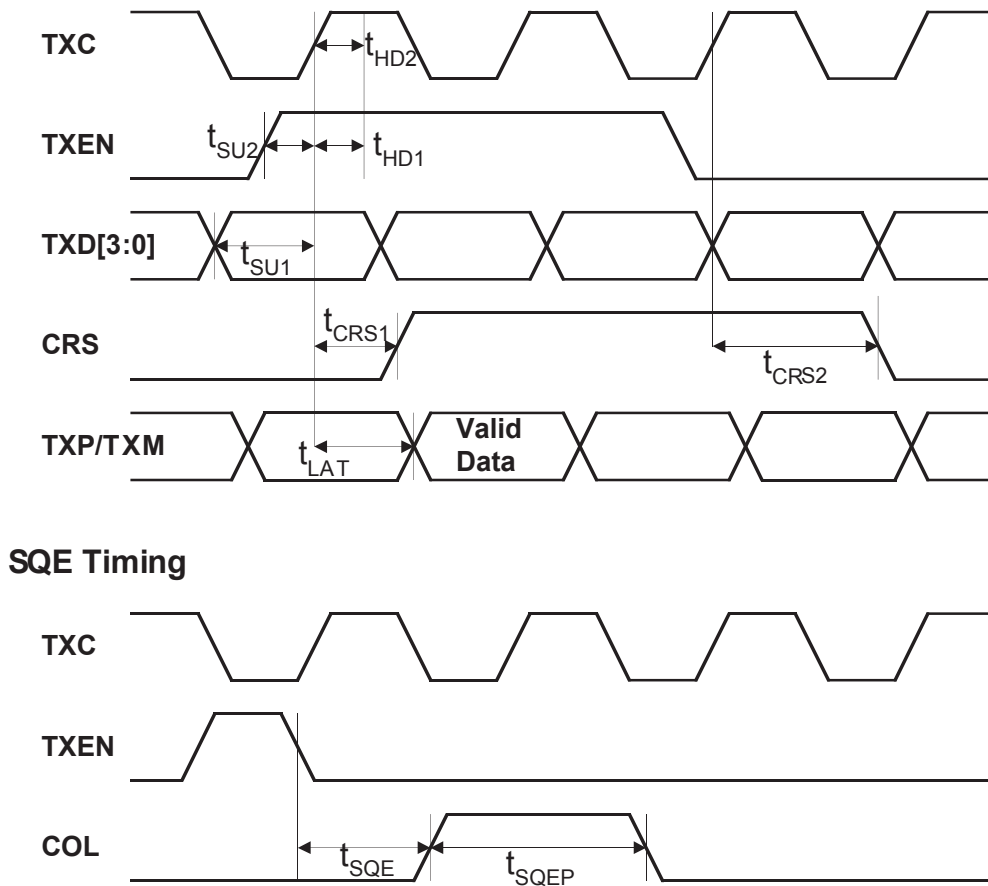 TXC
tHD2
TXEN
tSU2
tHD1
TXD[3:0]
tSU1
CRS
tCRS1
tCRS2
TXP/TXM
tLAT
Valid
Data
SQE Timing
TXC
TXEN
COL
tSQE
tSQEP